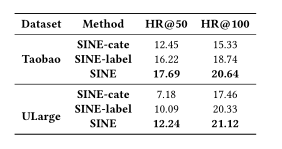 Dataset Method HR@50 HR@100
SINE-cate 12.45 15.33
Taobao SINE-label 16.22 18.74
SINE 17.69 20.64
SINE-cate 7.18 17.46
ULarge SINE-label 10.09 20.33
SINE 12.24 21.12